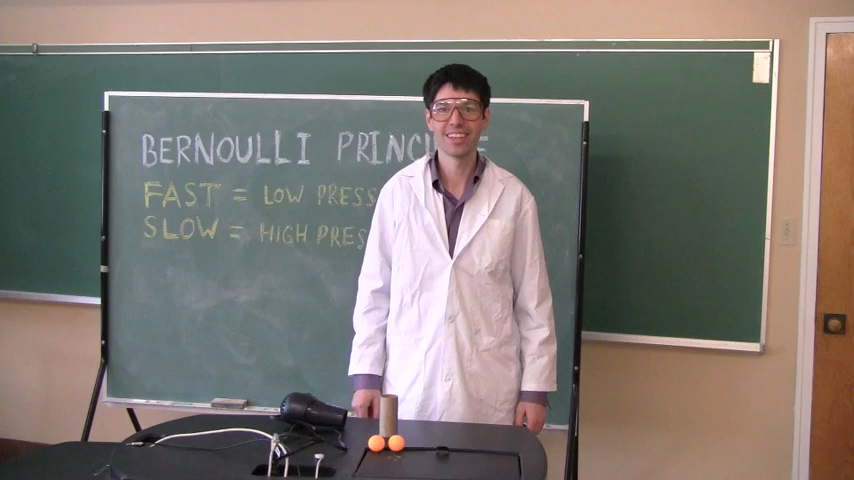 BERNOULLI PRINC E
FAST = LOW PRESS
SLOW = HIGH PRES